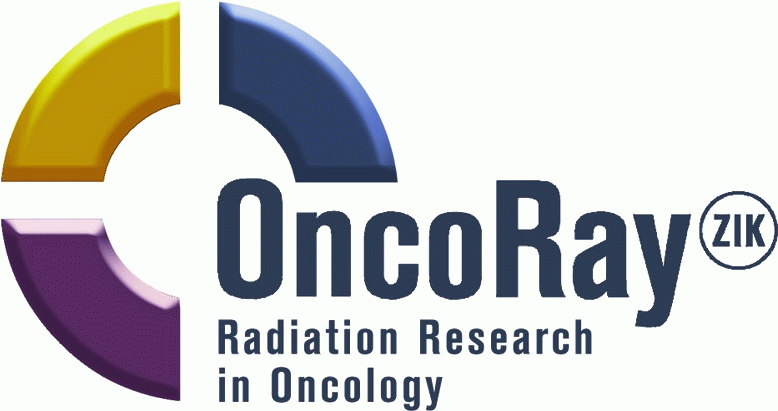 OncoRay ZIK
Radiation Research
in Oncology